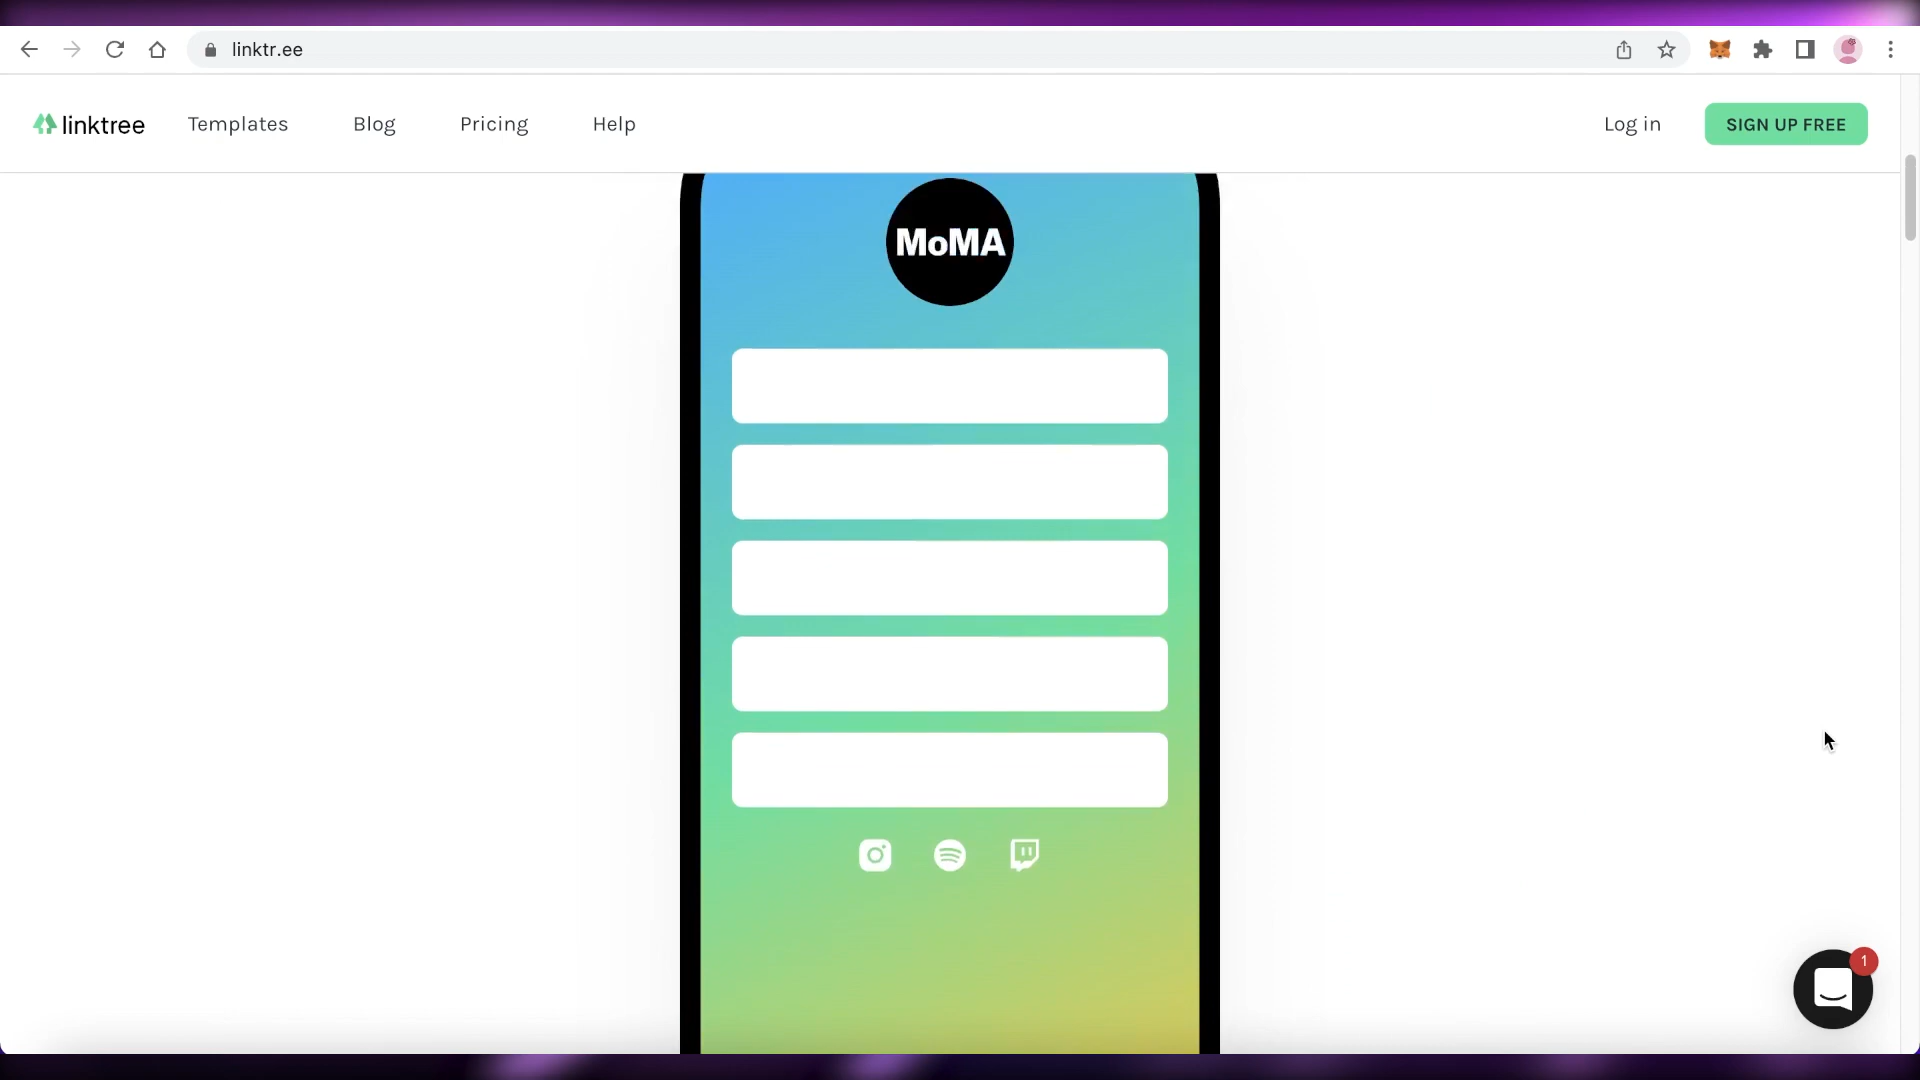 linktr.ee
linktree
Templates
Blog
Pricing
Help
Log in
SIGN UP FREE
MoMA
1